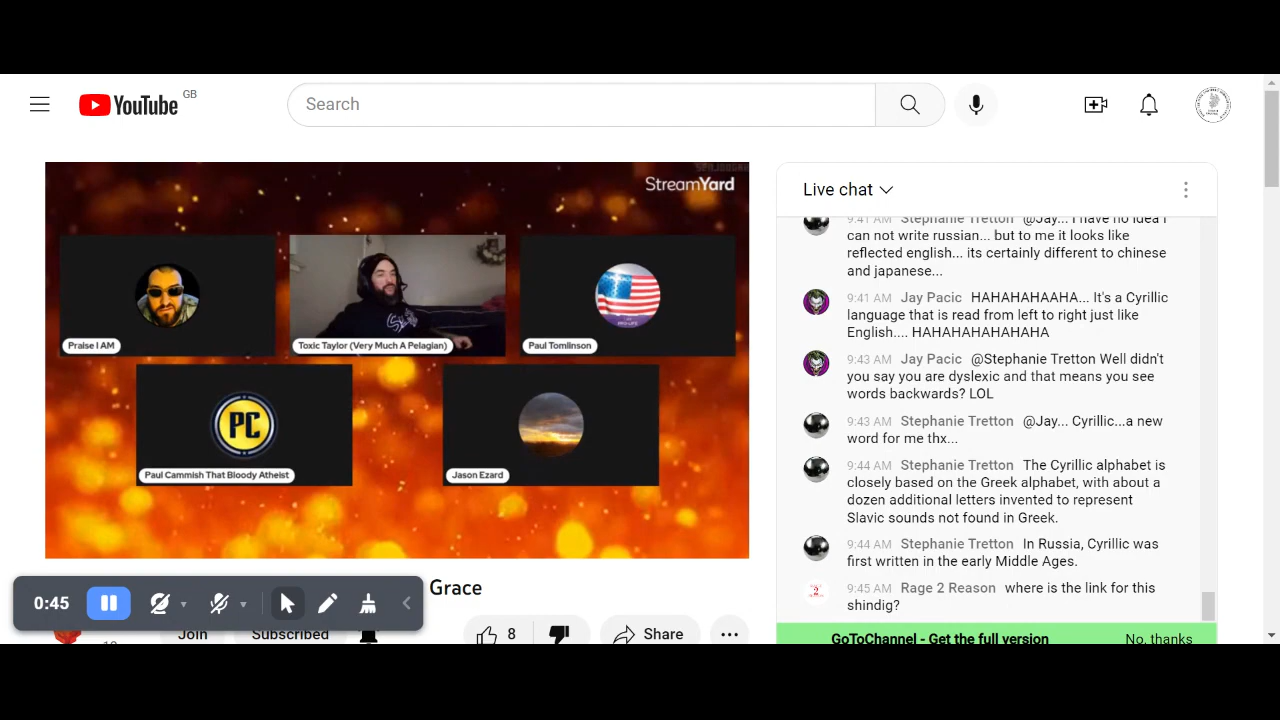 YouTube GB
Search
StreamYard
Praise I AM
Toxic Taylor (Very Much A Pelagian)
Paul Tomlinson
PC
Paul Cammish That Bloody Atheist
Jason Ezard
0:45
Grace
Join
Subscribed
8
Share
Live chat
9:41 AM Stephanie Tretton @Jay... I have no idea I
can not write russian... but to me it looks like
reflected english... its certainly different to chinese
and japanese...
9:41 AM Jay Pacic HAHAHAHAAHA... It's a Cyrillic
language that is read from left to right just like
English.... HAHAHAHAHAHAHA
9:43 AM Jay Pacic @Stephanie Tretton Well didn't
you say you are dyslexic and that means you see
words backwards? LOL
9:43 AM Stephanie Tretton @Jay... Cyrillic...a new
word for me thx...
9:44 AM Stephanie Tretton The Cyrillic alphabet is
closely based on the Greek alphabet, with about a
dozen additional letters invented to represent
Slavic sounds not found in Greek.
9:44 AM Stephanie Tretton In Russia, Cyrillic was
first written in the early Middle Ages.
9:45 AM Rage 2 Reason where is the link for this
shindig?
GoToChannel - Get the full version
No, thanks